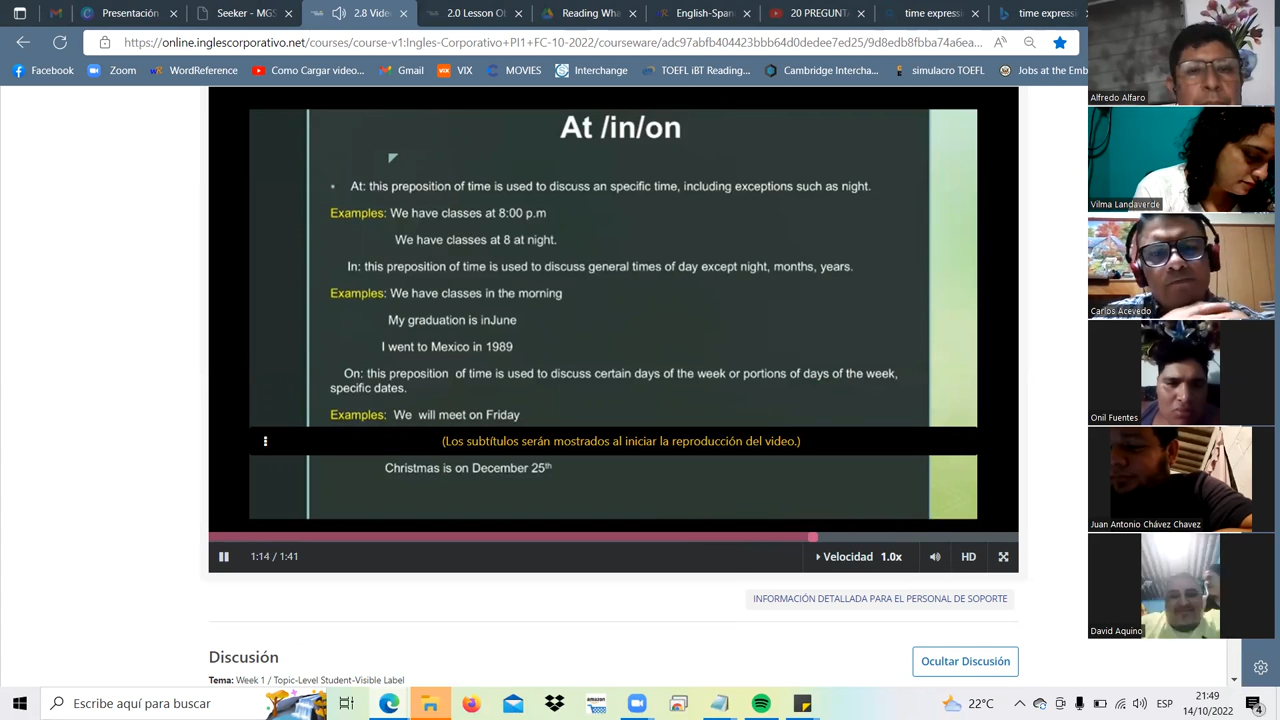 Presentación
Seeker - MGS
2.8 Video
2.0 Lesson Ol
Reading Wha
English-Span
20 PREGUNTA
time expressi
time expressi
https://online.inglescorporativo.net/courses/course-v1:Ingles-Corporativo+PI1+FC-10-2022/courseware/adc97abfb404423bbb64d0dedee7ed25/9d8edb8fbba74a6ea...
Facebook
Zoom
WordReference
Como Cargar video...
Gmail
VIX
MOVIES
Interchange
TOEFL iBT Reading...
Cambridge Intercha...
simulacro TOEFL
Jobs at the Emb
At /in/on
At: this preposition of time is used to discuss an specific time, including exceptions such as night.
Examples: We have classes at 8:00 p.m
We have classes at 8 at night.
In: this preposition of time is used to discuss general times of day except night, months, years.
Examples: We have classes in the morning
My graduation is inJune
I went to Mexico in 1989
On: this preposition of time is used to discuss certain days of the week or portions of days of the week,
specific dates.
Examples: We will meet on Friday
(Los subtítulos serán mostrados al iniciar la reproducción del video.)
Christmas is on December 25th
1:14 / 1:41
Velocidad 1.0x
HD
INFORMACIÓN DETALLADA PARA EL PERSONAL DE SOPORTE
Discusión
Ocultar Discusión
Tema: Week 1 / Topic-Level Student-Visible Label
Alfredo Alfaro
Vilma Landaverde
Carlos Acevedo
Onil Fuentes
Juan Antonio Chávez Chavez
David Aquino
Escribe aquí para buscar
amazon
22°C
ESP
21:49
14/10/2022
4